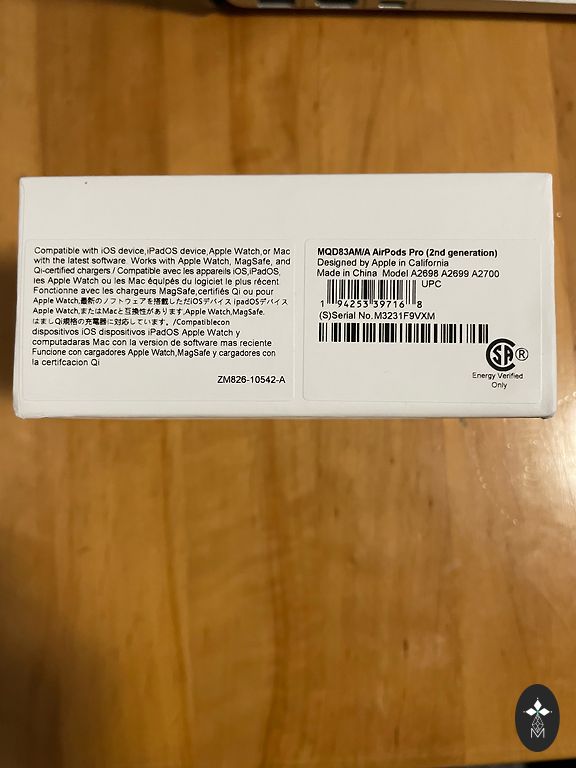 Compatible with iOS device,iPadOS device,Apple Watch,or Mac
with the latest software. Works with Apple Watch, MagSafe, and
Qi-certified chargers / Compatible avec les appareils iOS,iPadOS,
ies Apple Watch ou les Mac équípés du logiciel le plus récent
Fonctionne avec les chargeurs MagSafe,certifiés Qi ou pour
Apple Watch,最新のノフトウェアを搭載しただiOSデバイス ipadOSデバイス
Apple Watch,またはMacと互換性があります,Apple Wayth,MagSafe.
はましQi規格の充電器に対応しています。/Compatiblecon
dispositivos iOS dispositivos iPadOS Apple Watch y
computadaras Mac con la version de software mas reciente
Funcione con cargadores Apple Watch,MagSafe y cargadores con
la certifcacion Qi
ZM826-10542-A
MQD83AM/A AirPods Pro (2nd generation)
Designed by Apple in California
Made in China Model A2698 A2699 A2700
UPC
1 94253 39716 8
(S)Serial No.M3231F9VXM
SA ®
Energy Verified
Only
M